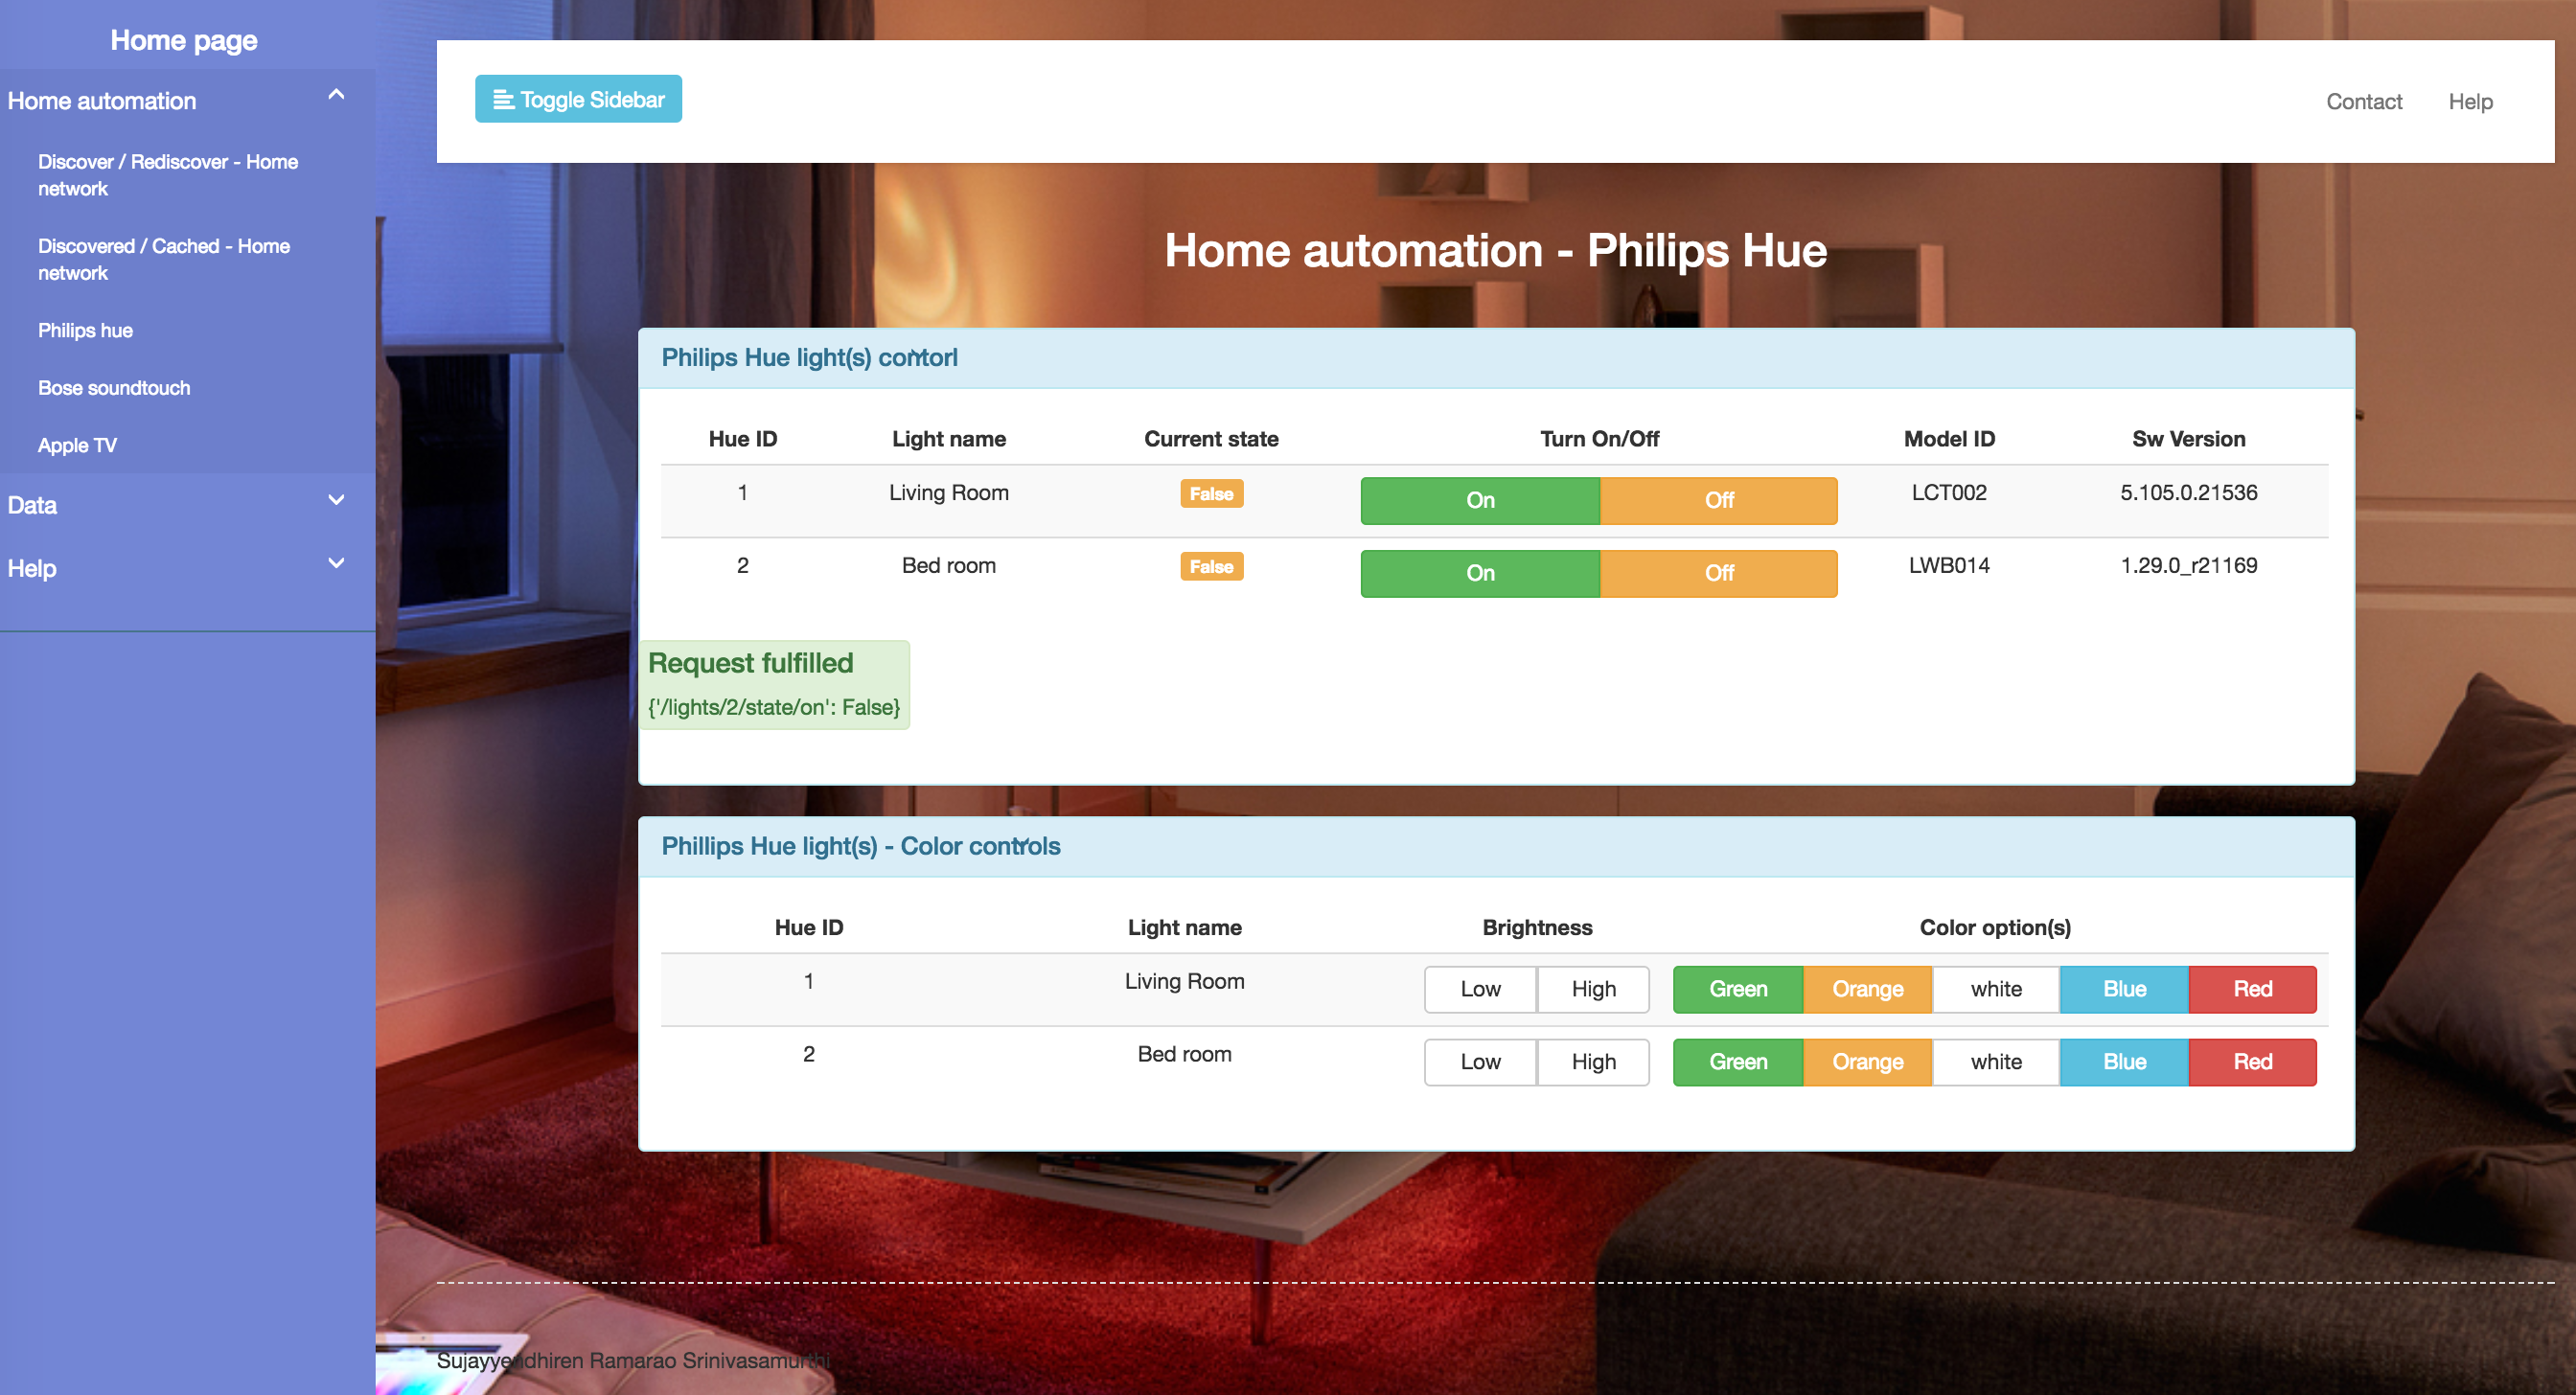 Home page
Home automation
Discover / Rediscover - Home
network
Discovered / Cached - Home
network
Philips hue
Bose soundtouch
Apple TV
Data
Help
Toggle Sidebar
Contact Help
Home automation - Philips Hue
Philips Hue light(s) contorl
Hue ID Light name Current state Turn On/Off Model ID Sw Version
1 Living Room False On Off LCT002 5.105.0.21536
2 Bed room False On Off LWB014 1.29.0_r21169
Request fulfilled
{'/lights/2/state/on': False}
Phillips Hue light(s) - Color controls
Hue ID Light name Brightness Color option(s)
1 Living Room Low High Green Orange white Blue Red
2 Bed room Low High Green Orange white Blue Red
Sujayyendhiren Ramarao Srinivasamurthi